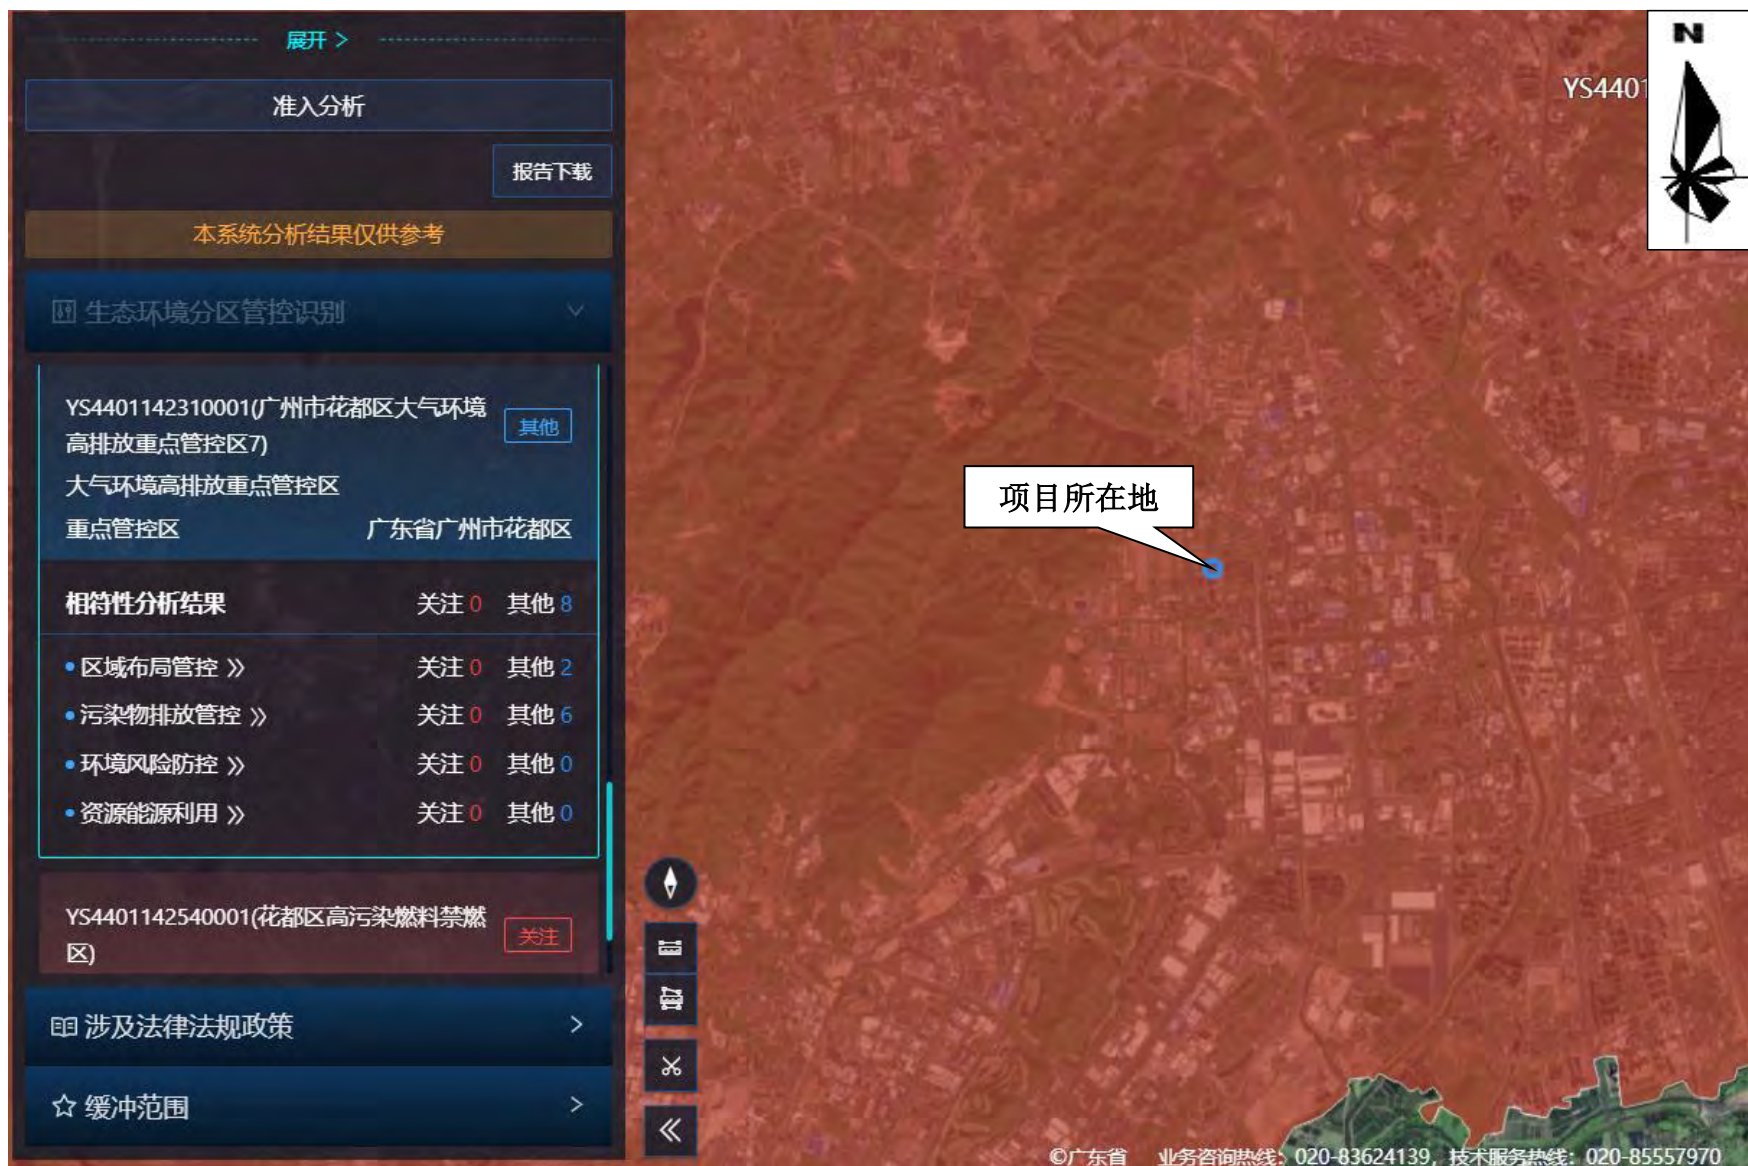 展开 >
准入分析
报告下载
本系统分析结果仅供参考
生态环境分区管控识别
YS4401142310001(广州市花都区大气环境
高排放重点管控区7)
其他
大气环境高排放重点管控区
重点管控区 广东省广州市花都区
相符性分析结果 关注 0 其他 8
• 区域布局管控 》 关注 0 其他 2
• 污染物排放管控 》 关注 0 其他 6
• 环境风险防控 》 关注 0 其他 0
• 资源能源利用 》 关注 0 其他 0
YS4401142540001(花都区高污染燃料禁燃
区)
关注
涉及法律法规政策 >
缓冲范围 >
YS4401
N
项目所在地
©广东省 业务咨询热线：020-83624139，技术服务热线：020-85557970